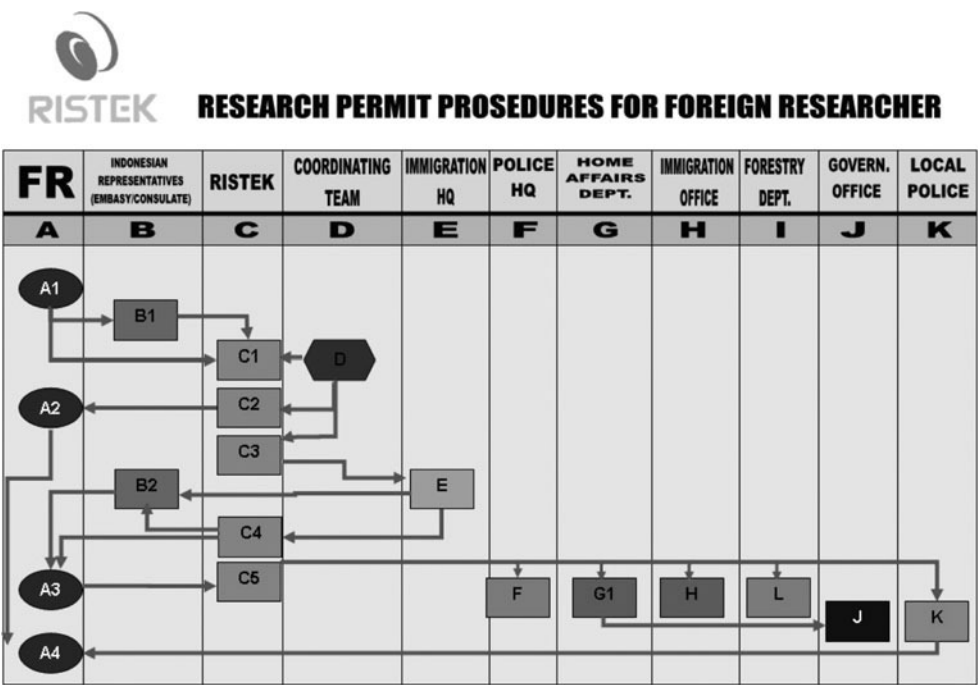 RISTEK
RESEARCH PERMIT PROSEDURES FOR FOREIGN RESEARCHER
FR
INDONESIAN
REPRESENTATIVES
(EMBASY/CONSULATE)
RISTEK
COORDINATING
TEAM
IMMIGRATION
HQ
POLICE
HQ
HOME
AFFAIRS
DEPT.
IMMIGRATION
OFFICE
FORESTRY
DEPT.
GOVERN.
OFFICE
LOCAL
POLICE
A B C D E F G H I J K
A1
B1
C1 D
A2 C2
C3
B2 E
C4
A3 C5
F G1 H L
J K
A4